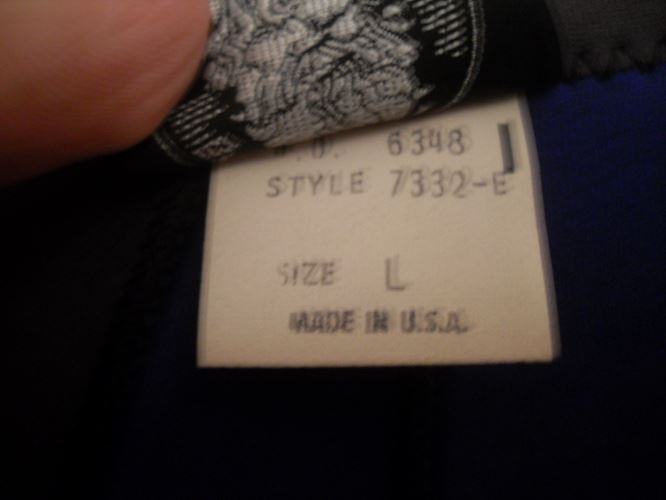 6348
STYLE 7332-E
SIZE L
MADE IN U.S.A.